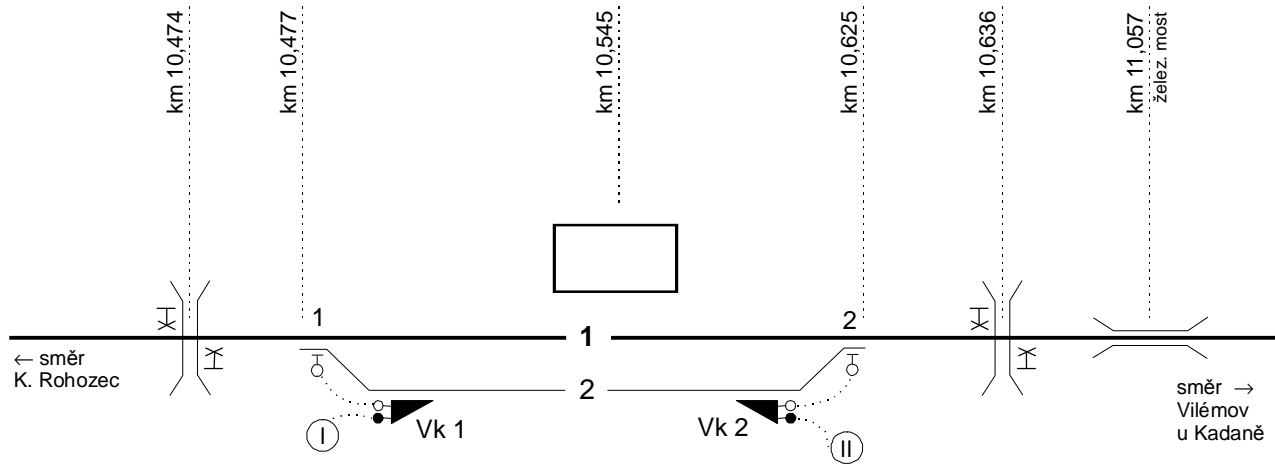 km 10,474
km 10,477
km 10,545
km 10,625
km 10,636
km 11,057
želez. most
1
1
2
← směr
K. Rohozec
2
směr →
Vilémov
u Kadaně
Vk 1
Vk 2
I
II